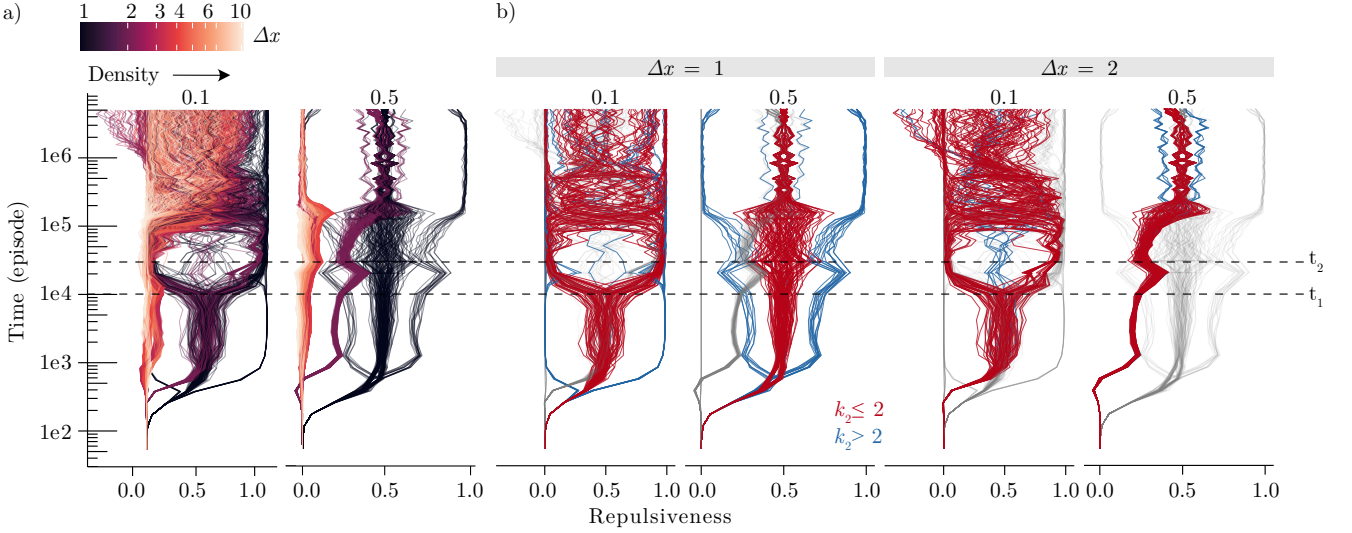 a)
1 2 3 4 6 10
Δx
Density
0.1 0.5
b)
Δx = 1 Δx = 2
0.1 0.5 0.1 0.5
Time (episode)
1e6
1e5
1e4
1e3
1e2
t2
t1
k2≤ 2
k2> 2
0.0 0.5 1.0 0.0 0.5 1.0 0.0 0.5 1.0 0.0 0.5 1.0 0.0 0.5 1.0 0.0 0.5 1.0
Repulsiveness